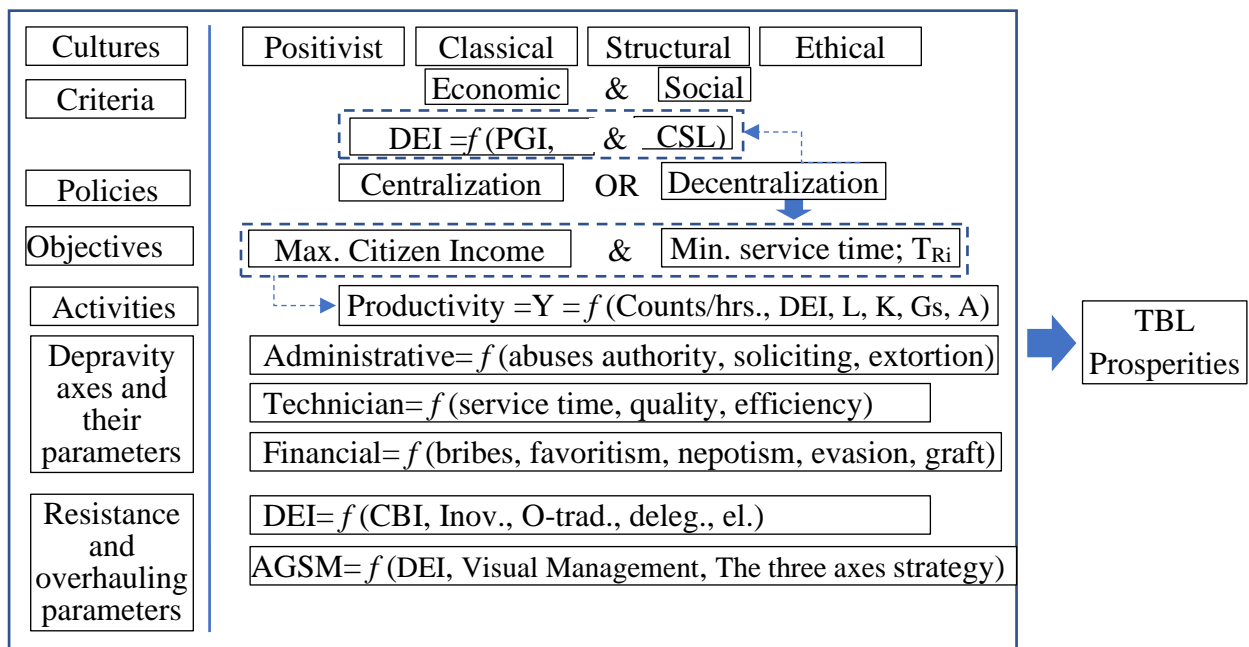 Cultures
Positivist Classical Structural Ethical
Criteria
Economic & Social
DEI =f (PGI, & CSL)
Policies
Centralization OR Decentralization
Objectives
Max. Citizen Income & Min. service time; TRi
Activities
Productivity =Y = f (Counts/hrs., DEI, L, K, Gs, A)
Depravity
axes and
their
parameters
Administrative= f (abuses authority, soliciting, extortion)
Technician= f (service time, quality, efficiency)
Financial= f (bribes, favoritism, nepotism, evasion, graft)
Resistance
and
overhauling
parameters
DEI= f (CBI, Inov., O-trad., deleg., el.)
AGSM= f (DEI, Visual Management, The three axes strategy)
TBL
Prosperities